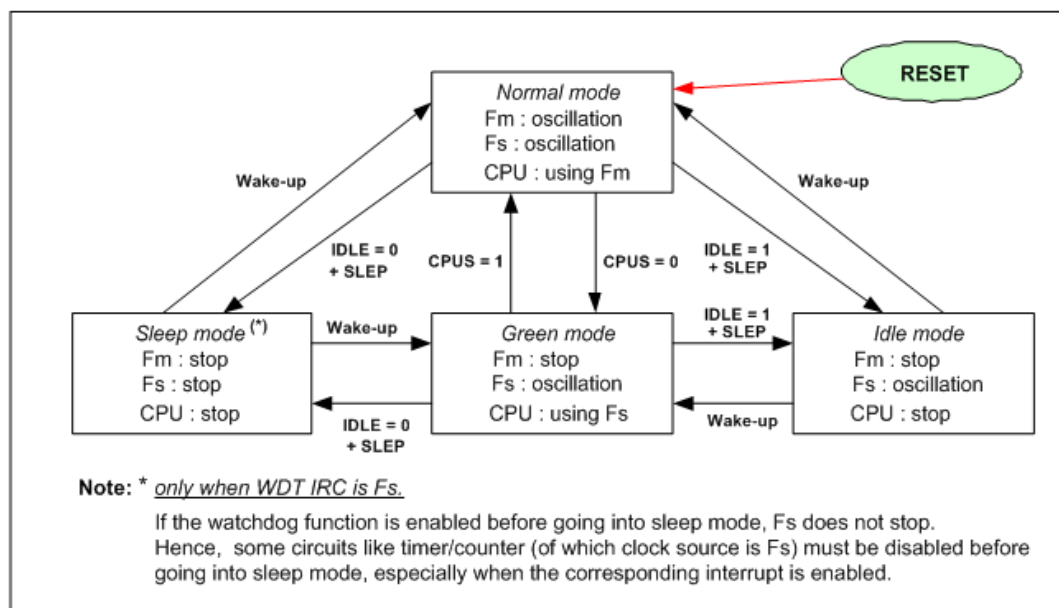 RESET
Normal mode
Fm : oscillation
Fs : oscillation
CPU : using Fm
Wake-up
Wake-up
IDLE = 0
+ SLEP
CPUS = 1
CPUS = 0
IDLE = 1
+ SLEP
Sleep mode (*)
Fm : stop
Fs : stop
CPU : stop
Wake-up
IDLE = 0
+ SLEP
Green mode
Fm : stop
Fs : oscillation
CPU : using Fs
IDLE = 1
+ SLEP
Wake-up
Idle mode
Fm : stop
Fs : oscillation
CPU : stop
Note: * only when WDT IRC is Fs.
If the watchdog function is enabled before going into sleep mode, Fs does not stop.
Hence, some circuits like timer/counter (of which clock source is Fs) must be disabled before
going into sleep mode, especially when the corresponding interrupt is enabled.